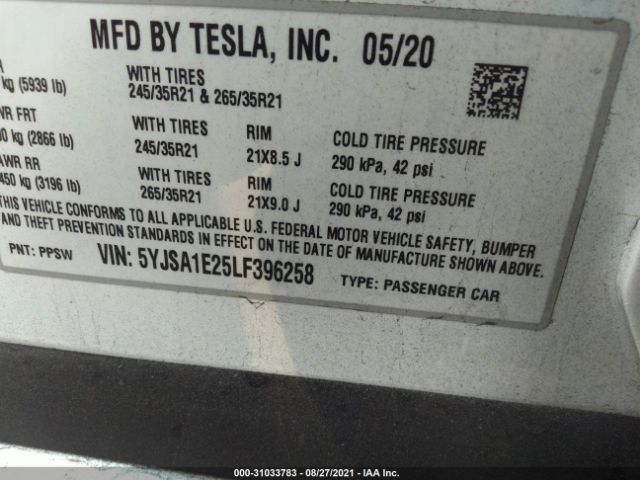 MFD BY TESLA, INC. 05/20
kg (5939 lb)
WITH TIRES
245/35R21 & 265/35R21
WR FRT
0 kg (2866 lb)
WITH TIRES
245/35R21
RIM
21X8.5 J
COLD TIRE PRESSURE
290 kPa, 42 psi
AWR RR
450 kg (3196 lb)
WITH TIRES
265/35R21
RIM
21X9.0 J
COLD TIRE PRESSURE
290 kPa, 42 psi
THIS VEHICLE CONFORMS TO ALL APPLICABLE U.S. FEDERAL MOTOR VEHICLE SAFETY, BUMPER
AND THEFT PREVENTION STANDARDS IN EFFECT ON THE DATE OF MANUFACTURE SHOWN ABOVE.
PNT: PPSW
VIN: 5YJSA1E25LF396258
TYPE: PASSENGER CAR
000-31033783 - 08/27/2021 - IAA Inc.